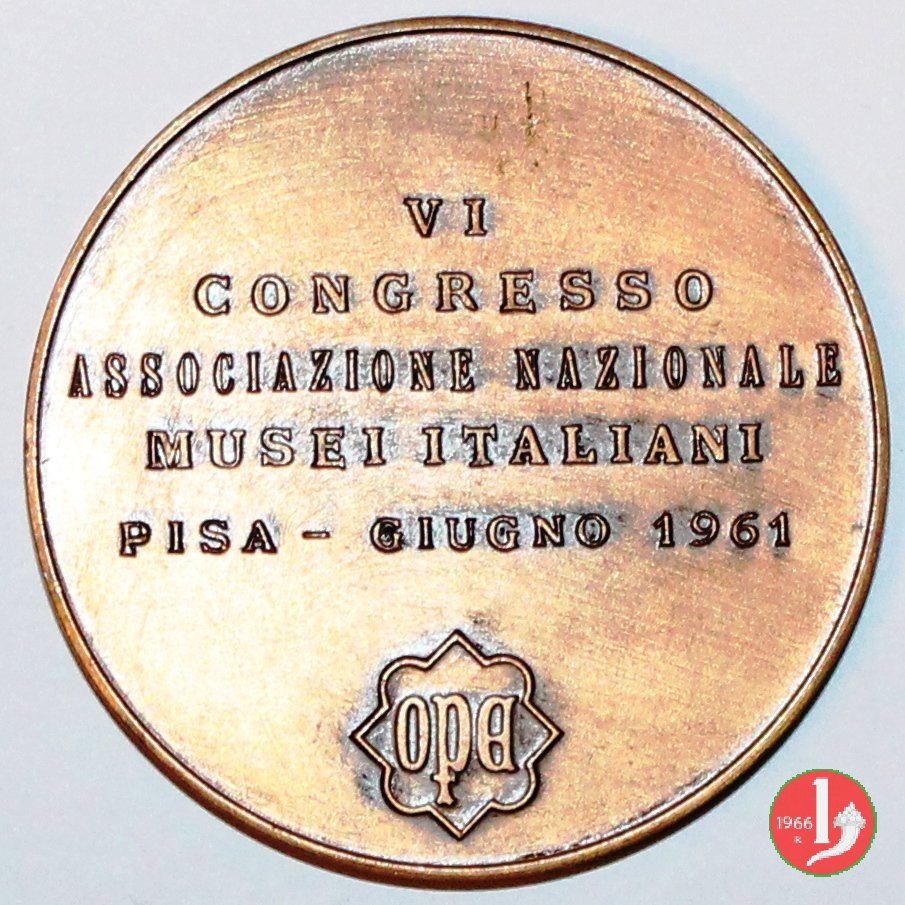 VI
CONGRESSO
ASSOCIAZIONE NAZIONALE
MUSEI ITALIANI
PISA - GIUGNO 1961
opa
1966
R